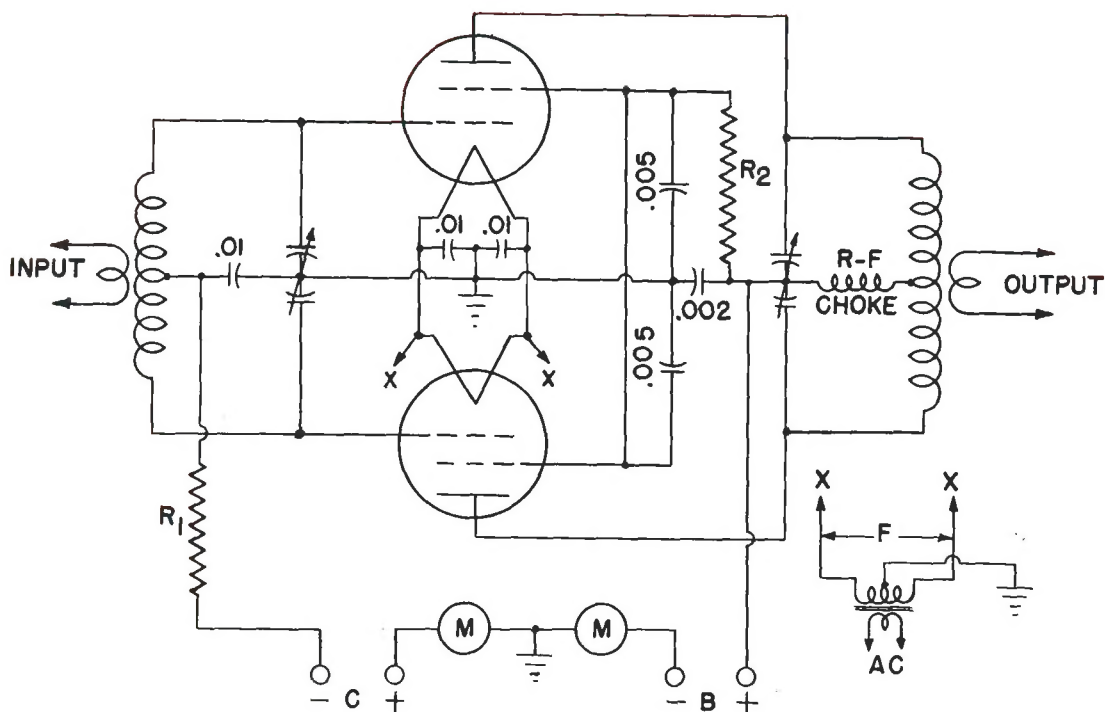 .005
R2
.01 .01
.01
INPUT
R-F
CHOKE
OUTPUT
.002
X X
.005
R1
X X
F
M M
AC
− C +
− B +